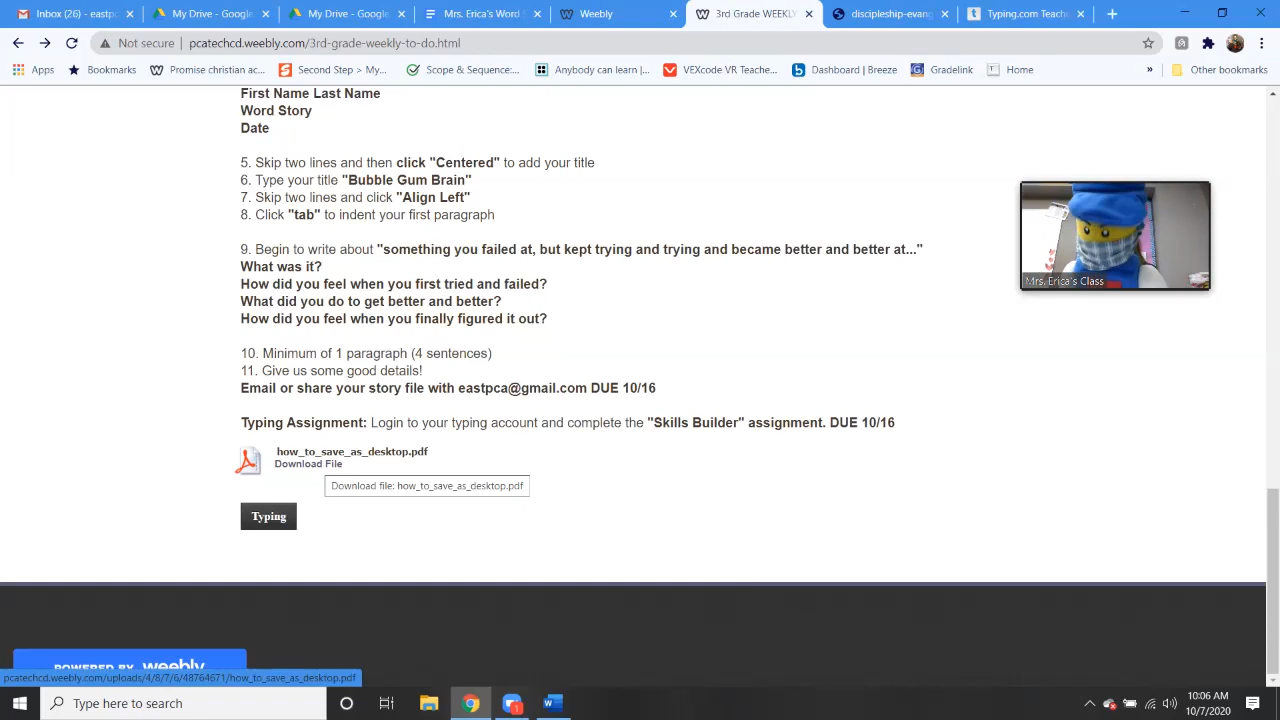 Inbox (26) - eastp
My Drive - Google
My Drive - Google
Mrs. Erica's Word
Weebly
3rd Grade WEEKLY
discipleship-evang
Typing.com Teach
Not secure
pcatechcd.weebly.com/3rd-grade-weekly-to-do.html
Apps
Bookmarks
Promise christian ac...
Second Step > My...
Scope & Sequence:...
Anybody can learn |...
VEXcode VR Teache...
Dashboard | Breeze
Gradelink
Home
»
Other bookmarks
First Name Last Name
Word Story
Date
5. Skip two lines and then click "Centered" to add your title
6. Type your title "Bubble Gum Brain"
7. Skip two lines and click "Align Left"
8. Click "tab" to indent your first paragraph
9. Begin to write about "something you failed at, but kept trying and trying and became better and better at..."
What was it?
How did you feel when you first tried and failed?
What did you do to get better and better?
How did you feel when you finally figured it out?
Mrs. Erica's Class
10. Minimum of 1 paragraph (4 sentences)
11. Give us some good details!
Email or share your story file with eastpca@gmail.com DUE 10/16
Typing Assignment: Login to your typing account and complete the "Skills Builder" assignment. DUE 10/16
how_to_save_as_desktop.pdf
Download File
Download file: how_to_save_as_desktop.pdf
Typing
POWERED BY weebly
pcatechcd.weebly.com/uploads/4/8/7/6/48764671/how_to_save_as_desktop.pdf
Type here to search
10:06 AM
10/7/2020